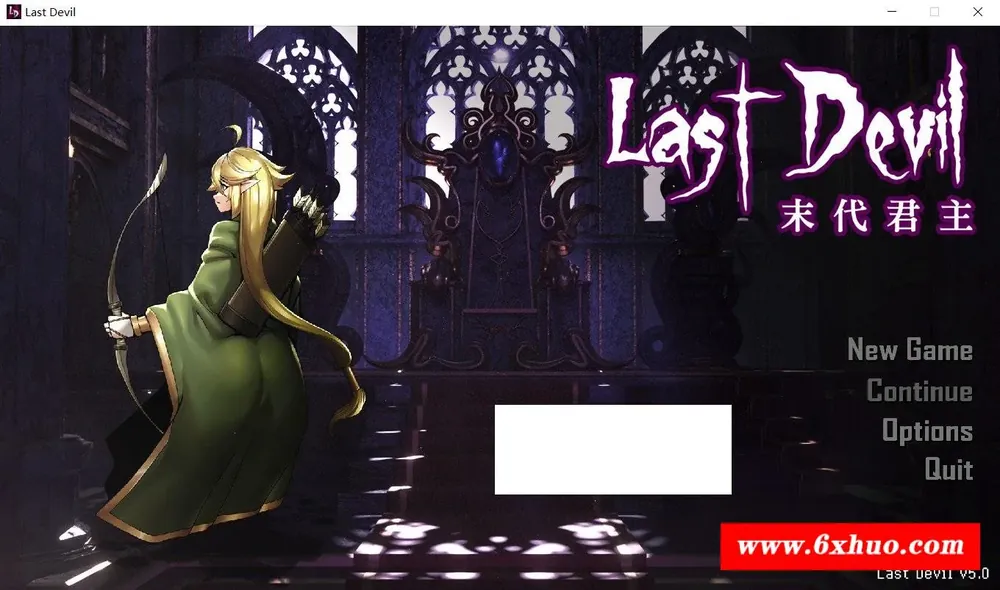 Last Devil
Last Devil
末代君主
New Game
Continue
Options
Quit
www.6xhuo.com
Last Devil v5.0